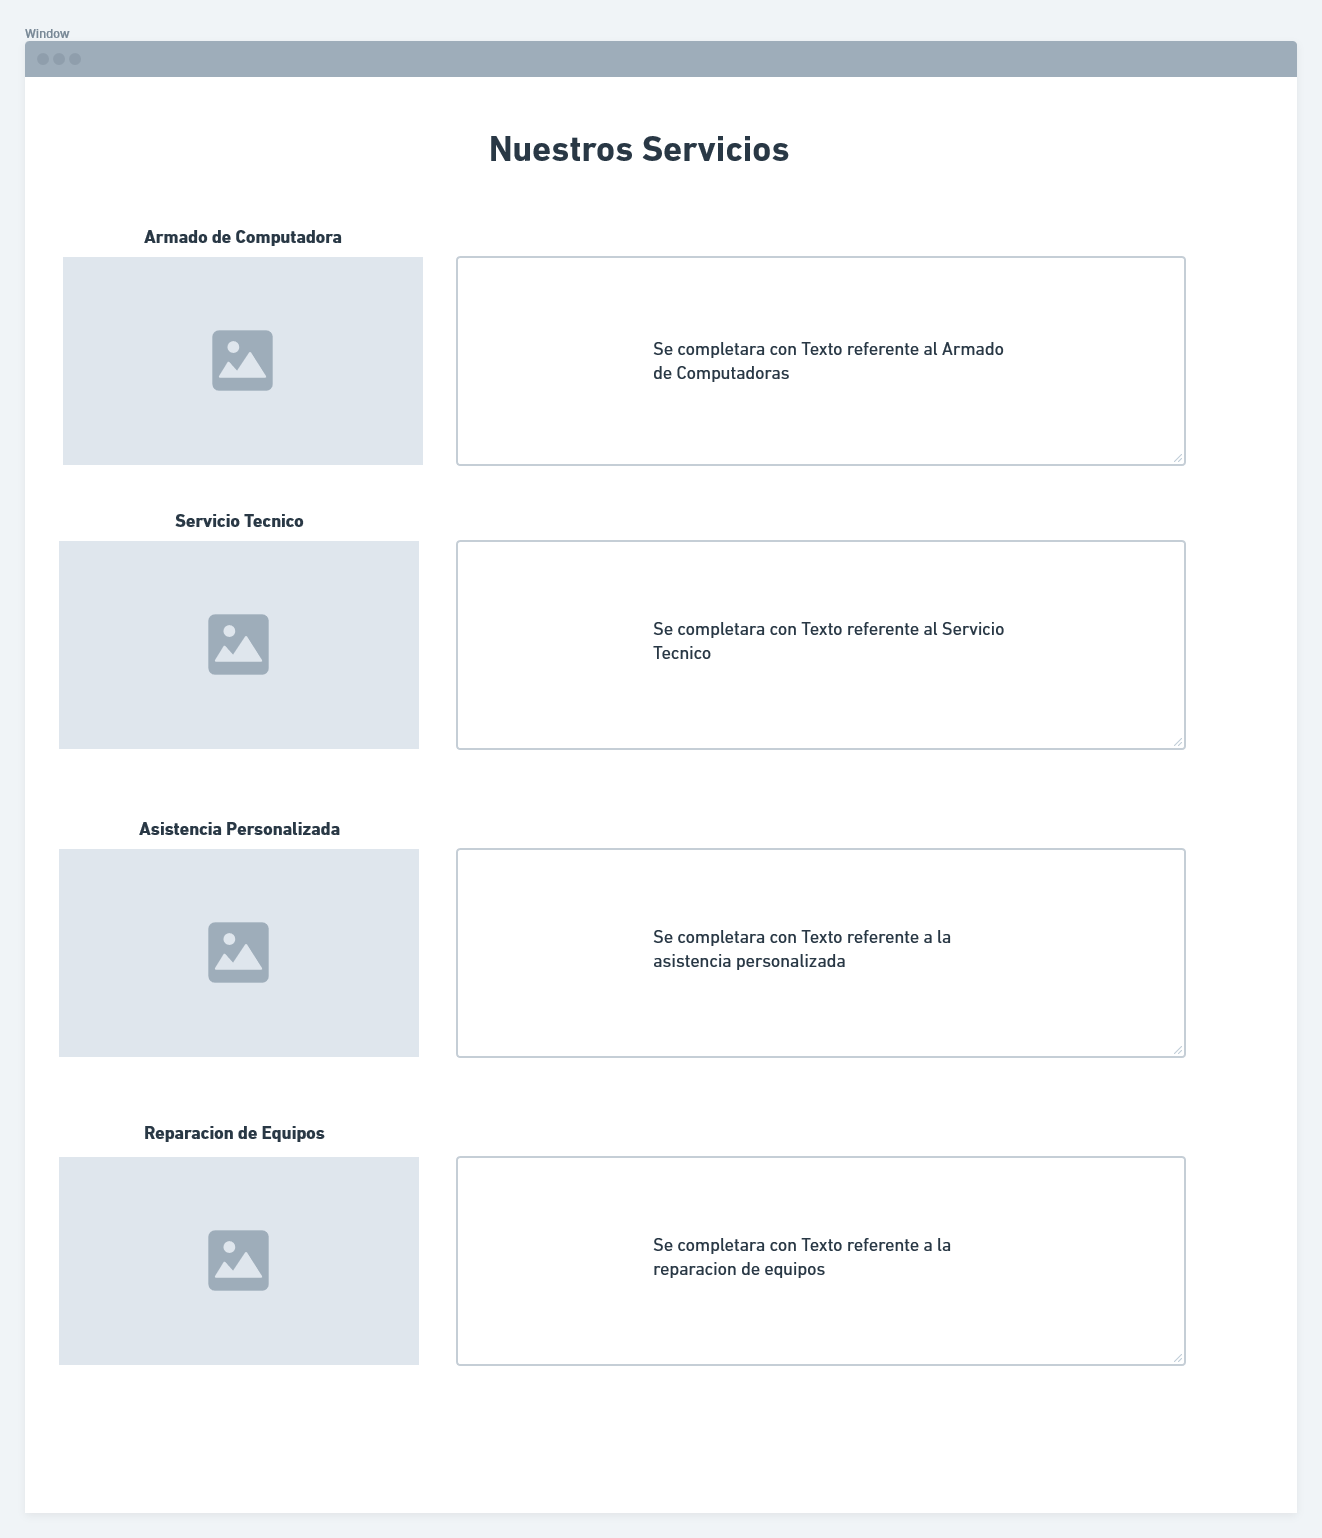 Window
Nuestros Servicios
Armado de Computadora
Se completara con Texto referente al Armado
de Computadoras
Servicio Tecnico
Se completara con Texto referente al Servicio
Tecnico
Asistencia Personalizada
Se completara con Texto referente a la
asistencia personalizada
Reparacion de Equipos
Se completara con Texto referente a la
reparacion de equipos